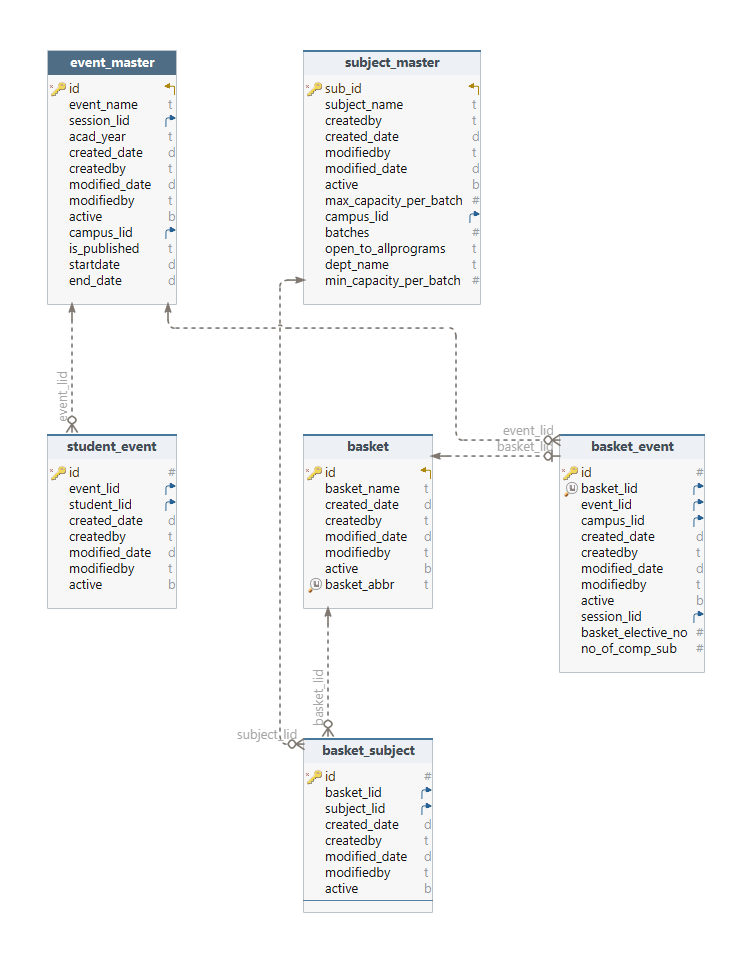 event_master
id
event_name t
session_lid
acad_year t
created_date d
createdby t
modified_date d
modifiedby t
active b
campus_lid
is_published t
startdate d
end_date d
subject_master
sub_id
subject_name t
createdby t
created_date d
modifiedby t
modified_date d
active b
max_capacity_per_batch #
campus_lid
batches #
open_to_allprograms t
dept_name t
min_capacity_per_batch #
event_lid
event_lid
basket_lid
student_event
id #
event_lid
student_lid
created_date d
createdby t
modified_date d
modifiedby t
active b
basket
id
basket_name t
created_date d
createdby t
modified_date d
modifiedby t
active b
basket_abbr t
basket_event
id #
basket_lid
event_lid
campus_lid
created_date d
createdby t
modified_date d
modifiedby t
active b
session_lid
basket_elective_no #
no_of_comp_sub #
basket_lid
subject_lid
basket_subject
id #
basket_lid
subject_lid
created_date d
createdby t
modified_date d
modifiedby t
active b